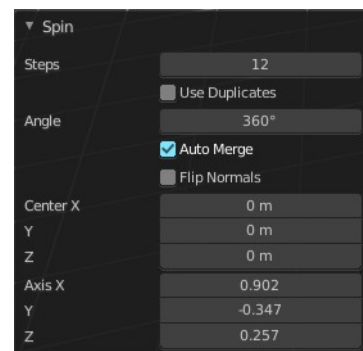 Spin
Steps 12
Use Duplicates
Angle 360°
Auto Merge
Flip Normals
Center X 0 m
Y 0 m
Z 0 m
Axis X 0.902
Y -0.347
Z 0.257